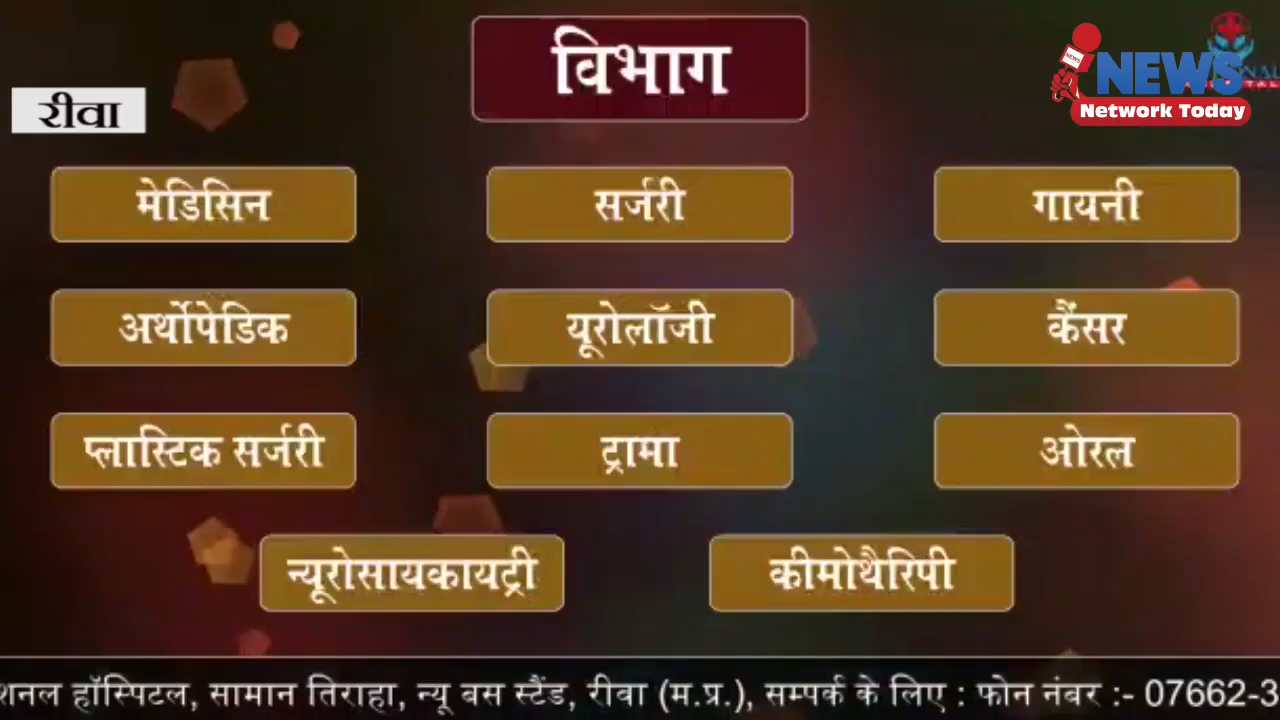 विभाग
NEWS
NEWS
Network Today
रीवा
मेडिसिन
सर्जरी
गायनी
अर्थोपेडिक
यूरोलॉजी
कैंसर
प्लास्टिक सर्जरी
ट्रामा
ओरल
न्यूरोसायकायट्री
कीमोथैरिपी
शनल हॉस्पिटल, सामान तिराहा, न्यू बस स्टैंड, रीवा (म.प्र.), सम्पर्क के लिए : फोन नंबर :- 07662-3